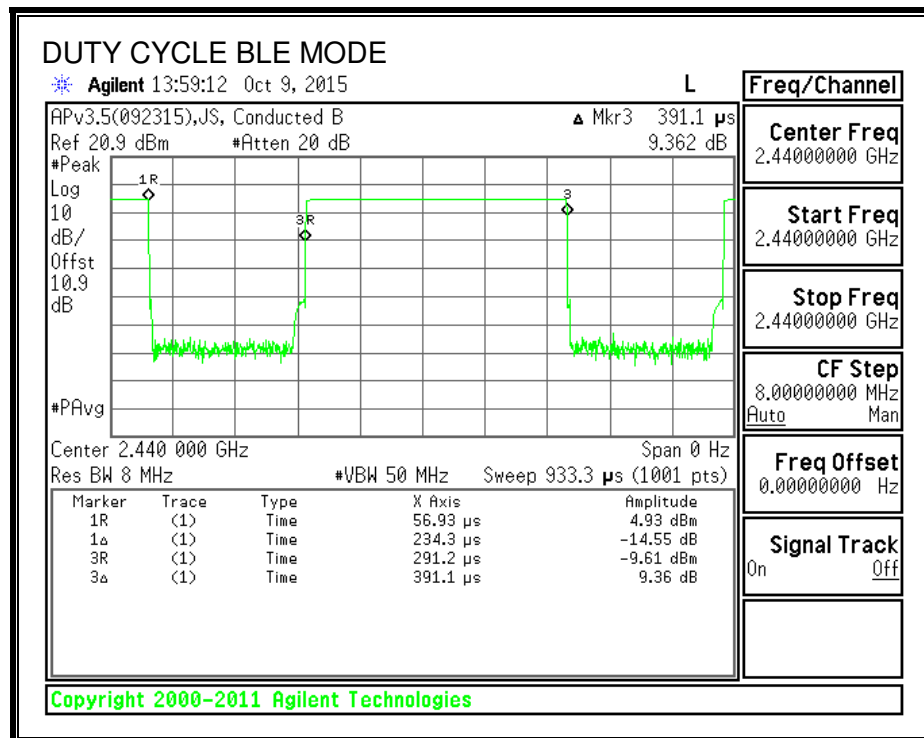 DUTY CYCLE BLE MODE
Agilent 13:59:12 Oct 9, 2015 L
APv3.5(092315),JS, Conducted B Δ Mkr3 391.1 µs
Ref 20.9 dBm #Atten 20 dB 9.362 dB
#Peak
Log
10
dB/
Offst
10.9
dB
#PAvg
1R
3R
3
Center 2.440 000 GHz Span 0 Hz
Res BW 8 MHz #VBW 50 MHz Sweep 933.3 µs (1001 pts)
Marker Trace Type X Axis Amplitude
1R (1) Time 56.93 µs 4.93 dBm
1Δ (1) Time 234.3 µs -14.55 dB
3R (1) Time 291.2 µs -9.61 dBm
3Δ (1) Time 391.1 µs 9.36 dB
Freq/Channel
Center Freq
2.44000000 GHz
Start Freq
2.44000000 GHz
Stop Freq
2.44000000 GHz
CF Step
8.00000000 MHz
Auto Man
Freq Offset
0.00000000 Hz
Signal Track
On Off
Copyright 2000-2011 Agilent Technologies